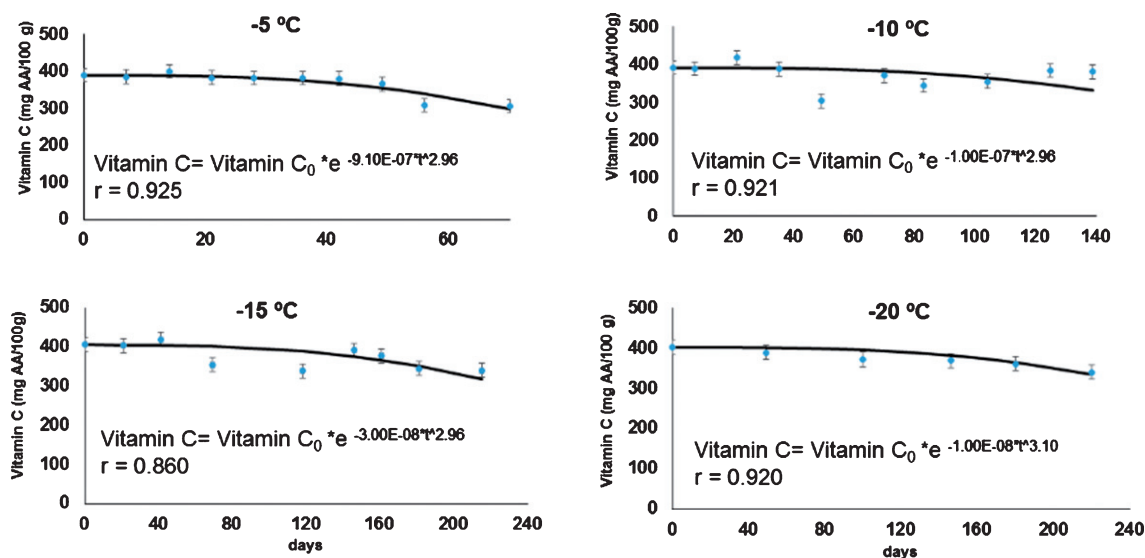 -5 ºC
Vitamin C (mg AA/100 g)
500
400
300
200
100
0
Vitamin C= Vitamin C0 *e -9.10E-07*t^2.96
r = 0.925
0 20 40 60
-10 ºC
Vitamin C (mg AA/100g)
500
400
300
200
100
0
Vitamin C= Vitamin C0 *e -1.00E-07*t^2.96
r = 0.921
0 20 40 60 80 100 120 140
-15 ºC
Vitamin C (mg AA/100g)
500
400
300
200
100
0
Vitamin C= Vitamin C0 *e -3.00E-08*t^2.96
r = 0.860
0 40 80 120 160 200 240
days
-20 ºC
Vitamin C (mg AA/100 g)
500
400
300
200
100
0
Vitamin C= Vitamin C0 *e -1.00E-08*t^3.10
r = 0.920
0 40 80 120 160 200 240
days